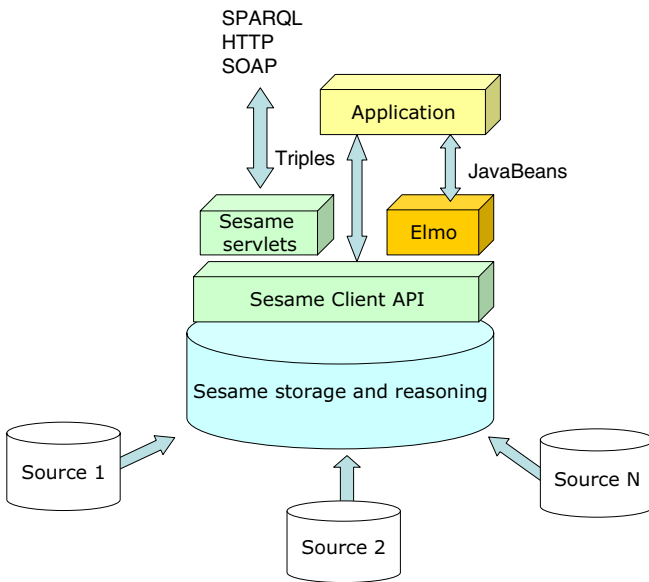 SPARQL
HTTP
SOAP
Application
Triples
JavaBeans
Sesame
servlets
Elmo
Sesame Client API
Sesame storage and reasoning
Source 1
Source N
Source 2